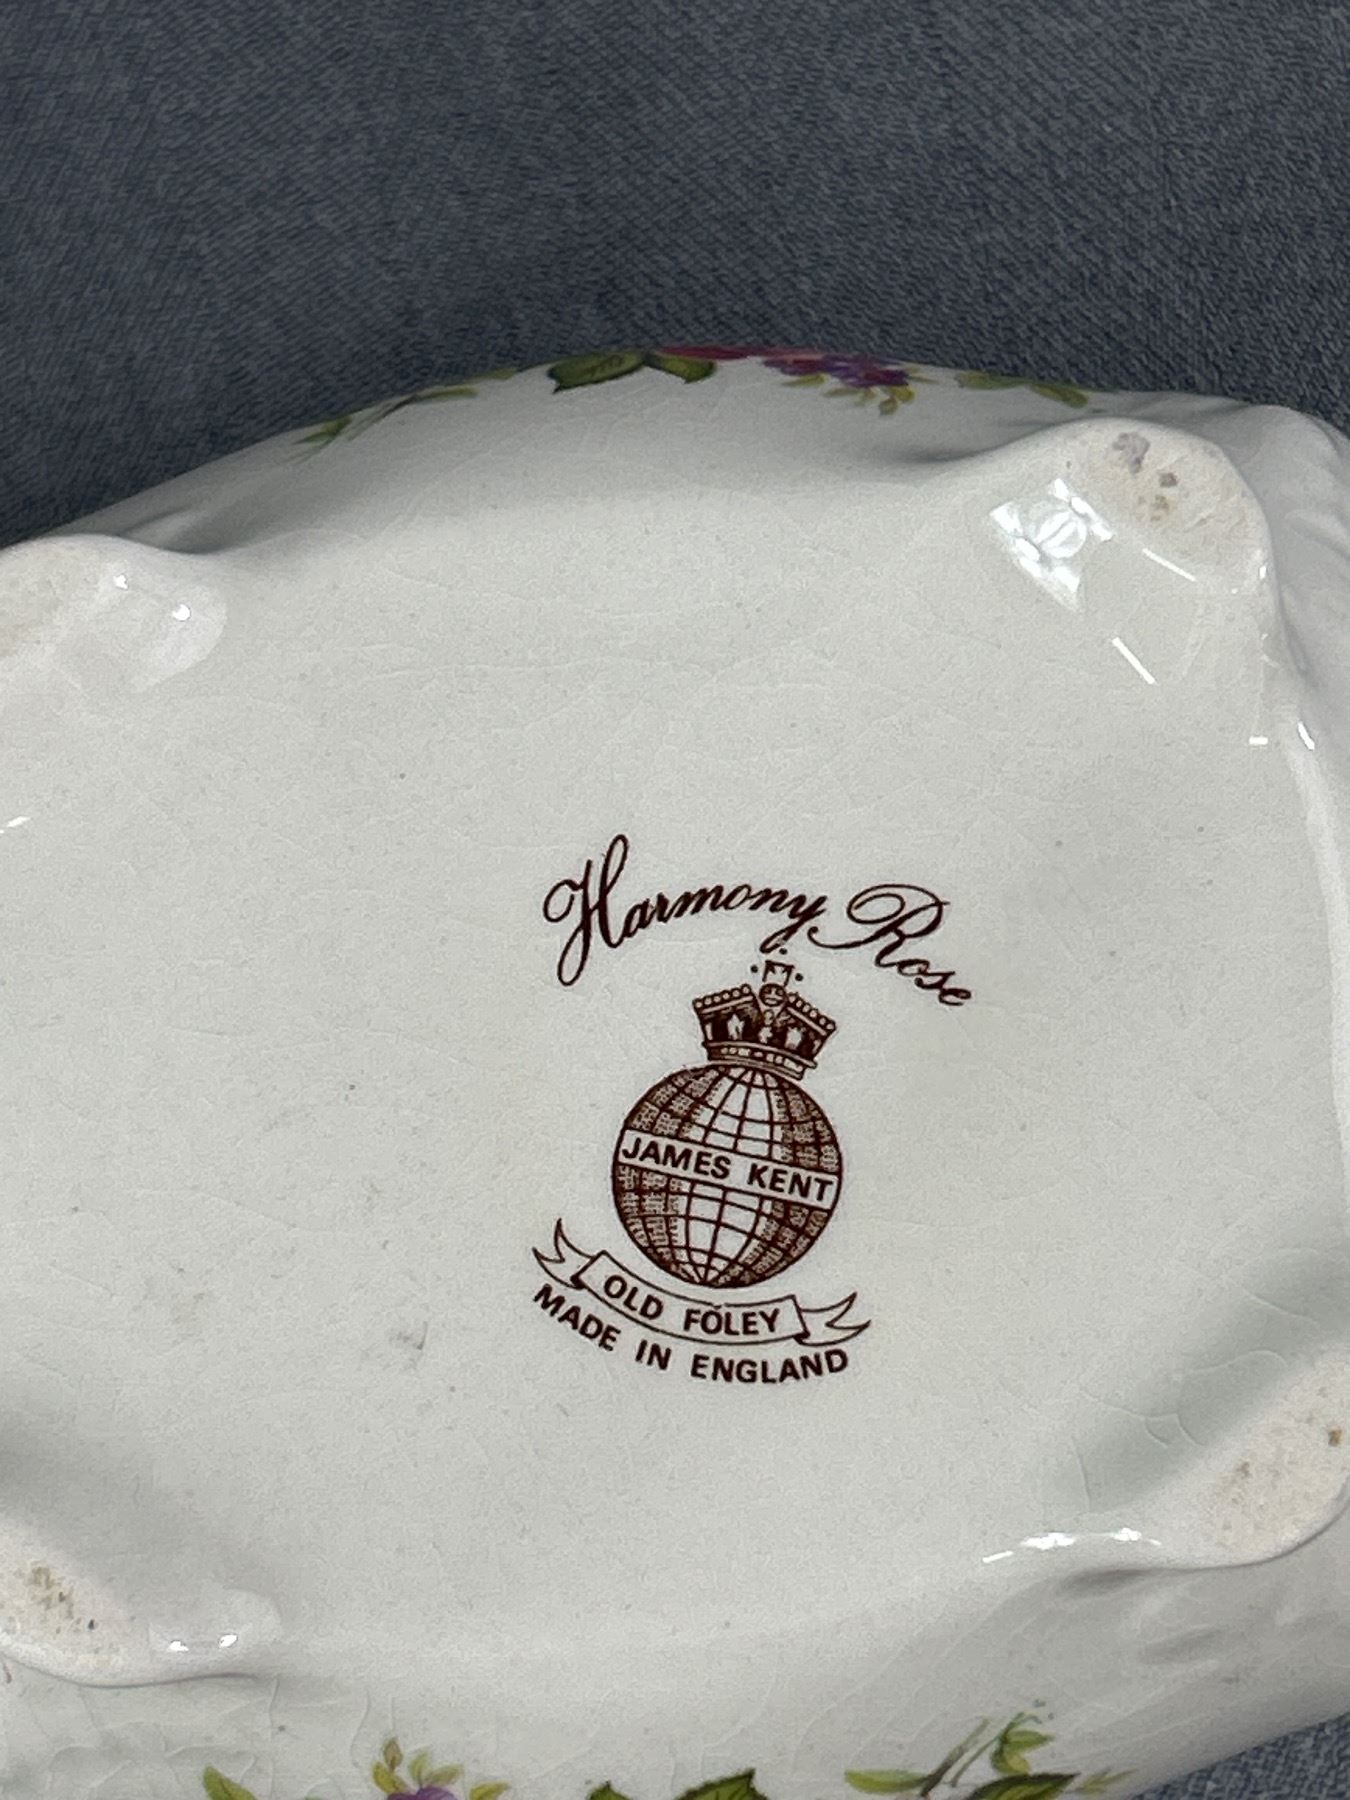 Harmony Rose
JAMES KENT
OLD FOLEY
MADE IN ENGLAND